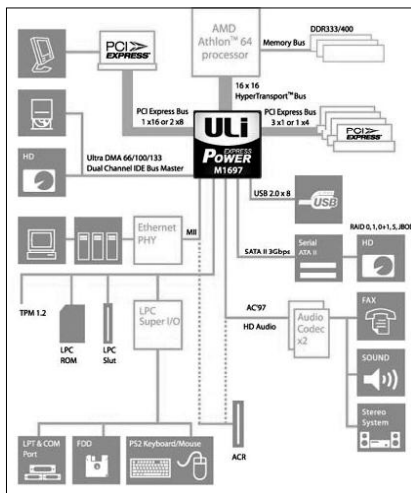 AMD
Athlon™ 64
processor
DDR333/400
Memory Bus
PCI
EXPRESS®
16 x 16
HyperTransport™ Bus
PCI Express Bus
1 x16 or 2 x8
ULi
EXPRESS
POWER
M1697
PCI Express Bus
3 x1 or 1 x4
PCI
EXPRESS
HD
Ultra DMA 66/100/133
Dual Channel IDE Bus Master
USB 2.0 x 8
USB
Ethernet
PHY
MII
SATA II 3Gbps
Serial
ATA II
RAID 0,1,0+1,5,JBOD
HD
TPM 1.2
LPC
ROM
LPC
Slut
LPC
Super I/O
AC'97
HD Audio
Audio
Codec
x2
FAX
SOUND
Stereo
System
LPT & COM
Port
FDD
PS2 Keyboard/Mouse
ACR